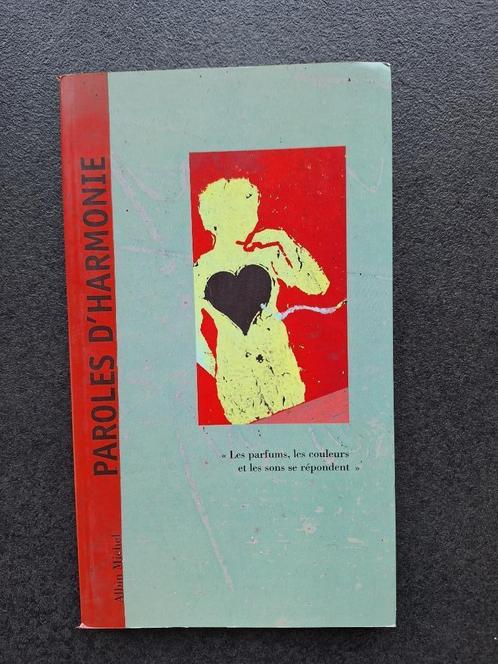 PAROLES D'HARMONIE
Albin Michel
« Les parfums, les couleurs
et les sons se répondent »